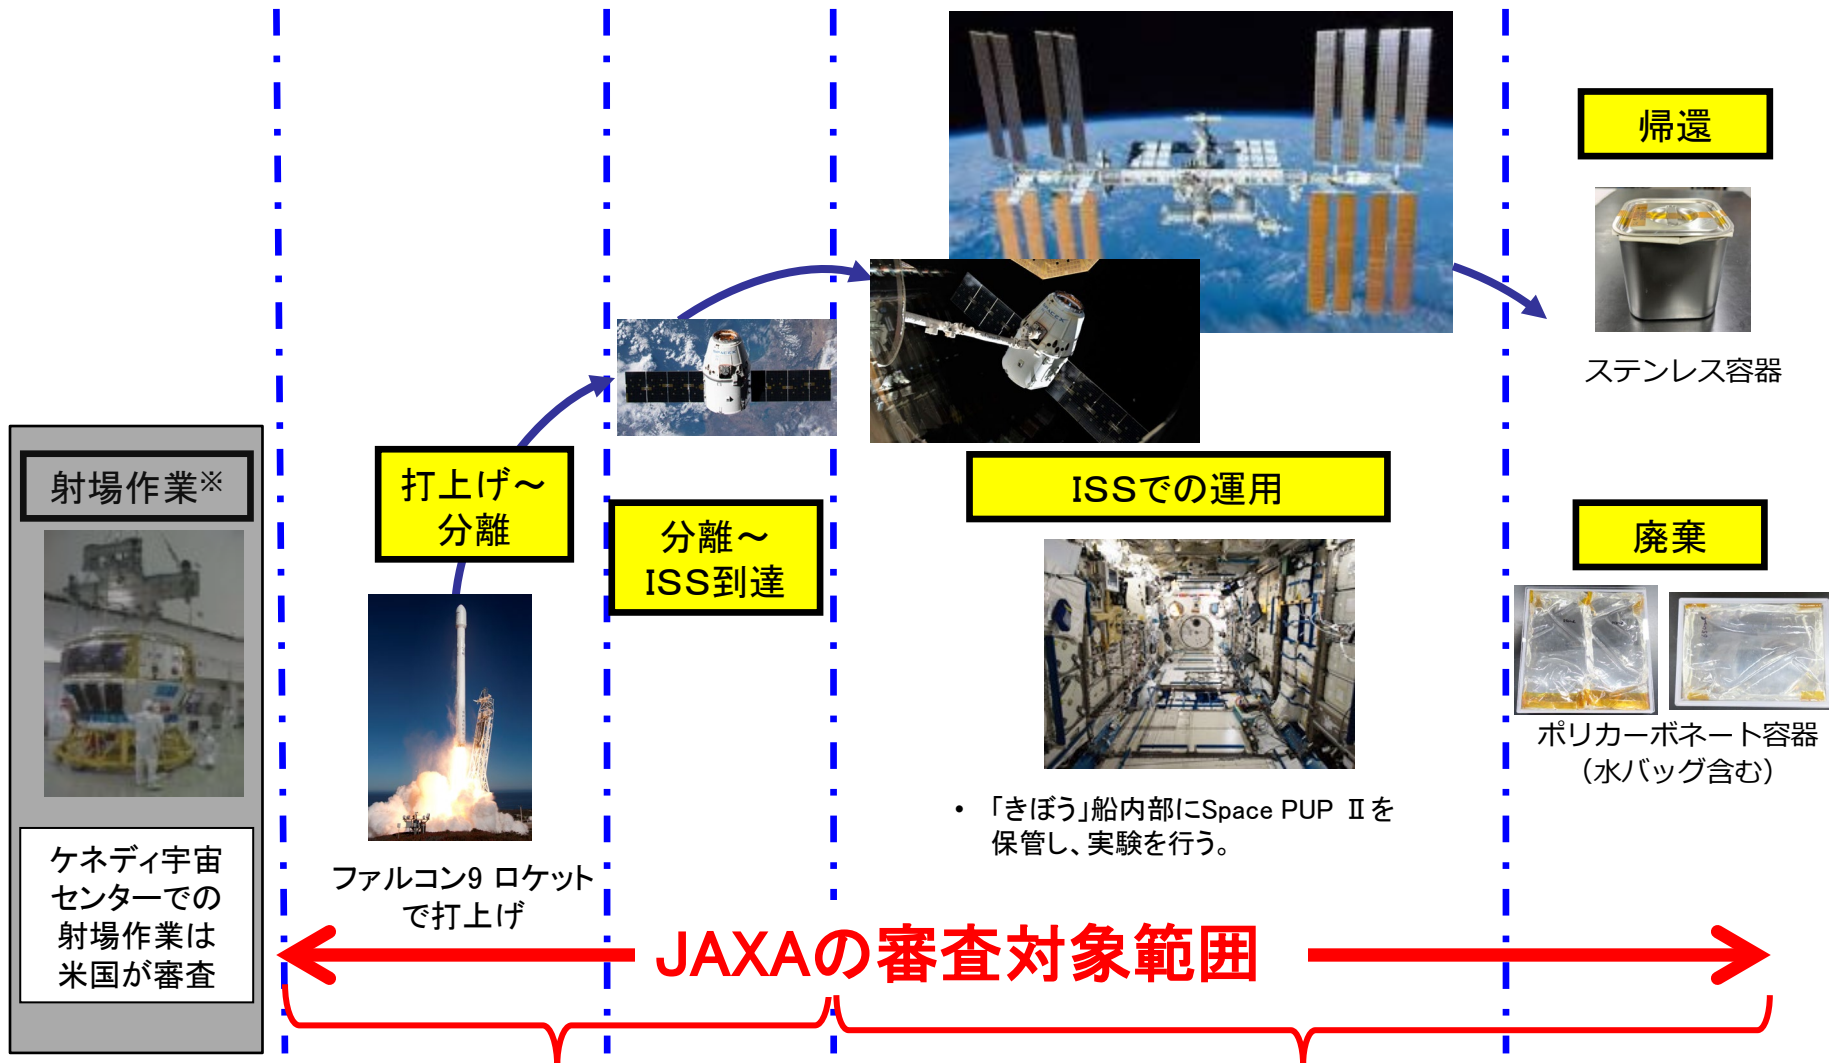 射場作業※
ケネディ宇宙
センターでの
射場作業は
米国が審査
打上げ～
分離
ファルコン9 ロケット
で打上げ
分離～
ISS到達
ISSでの運用
• 「きぼう」船内部にSpace PUP Ⅱを
保管し、実験を行う。
帰還
ステンレス容器
廃棄
ポリカーボネート容器
（水バッグ含む）
JAXAの審査対象範囲